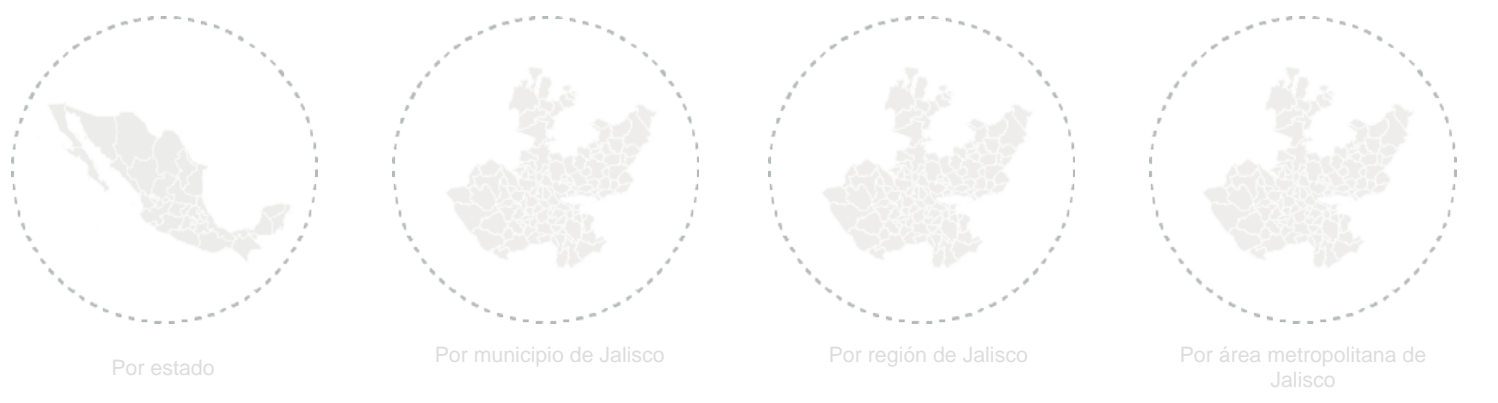 Por estado
Por municipio de Jalisco
Por región de Jalisco
Por área metropolitana de
Jalisco